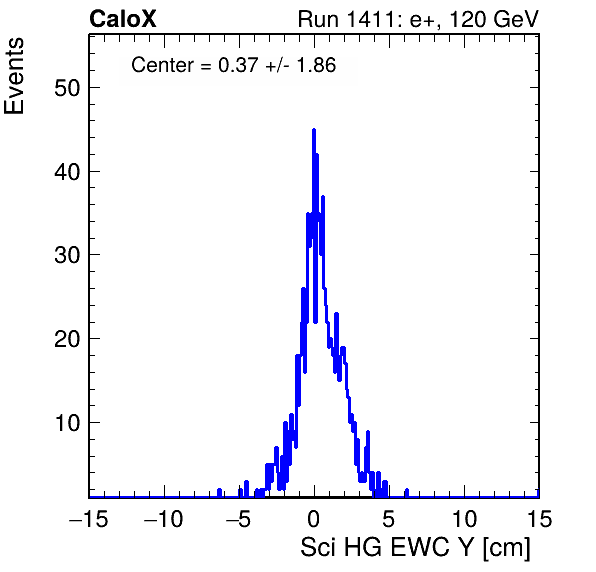 CaloX Run 1411: e+, 120 GeV
Center = 0.37 +/- 1.86
Events
50
40
30
20
10
−15 −10 −5 0 5 10 15
Sci HG EWC Y [cm]